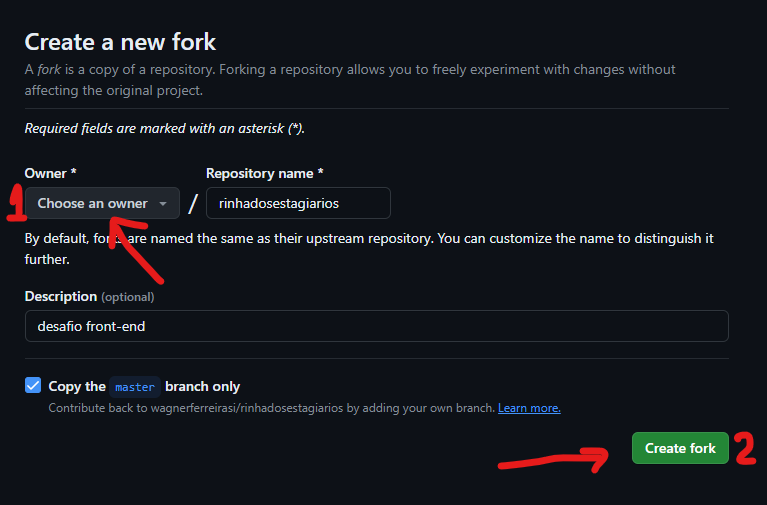 Create a new fork
A fork is a copy of a repository. Forking a repository allows you to freely experiment with changes without
affecting the original project.
Required fields are marked with an asterisk (*).
Owner * Repository name *
1 Choose an owner / rinhadosestagiarios
By default, forks are named the same as their upstream repository. You can customize the name to distinguish it
further.
Description (optional)
desafio front-end
Copy the master branch only
Contribute back to wagnerferreirasi/rinhadosestagiarios by adding your own branch. Learn more.
Create fork 2